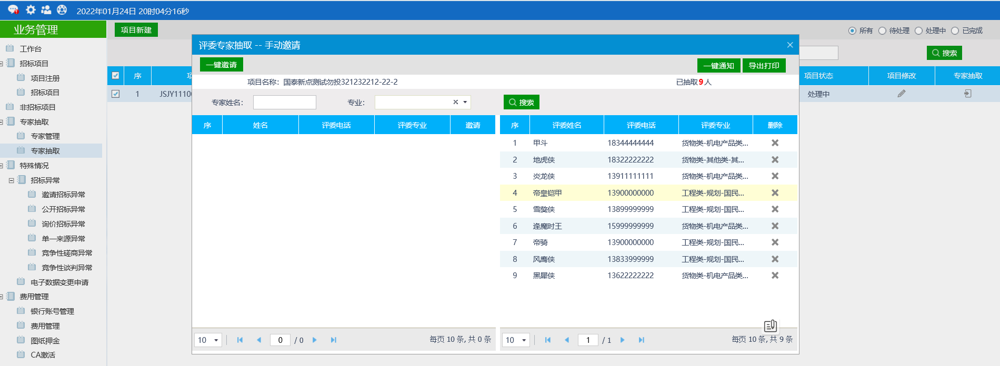 2022年01月24日 20时04分16秒
业务管理
工作台
招标项目
项目注册
招标项目
非招标项目
专家抽取
专家管理
专家抽取
特殊情况
招标异常
邀请招标异常
公开招标异常
询价招标异常
单一来源异常
竞争性磋商异常
竞争性谈判异常
电子数据变更申请
费用管理
银行账号管理
费用管理
图纸押金
CA激活
项目新建
所有 待处理 处理中 已完成
搜索
序 项目状态 项目修改 专家抽取
1 JSJY1110 处理中
评委专家抽取 -- 手动邀请
一键邀请 一键通知 导出打印
项目名称: 国泰新点测试勿投321232212-22-2 已抽取9人
专家姓名: 专业: 搜索
序 姓名 评委电话 评委专业 邀请
序 评委姓名 评委电话 评委专业 删除
1 甲斗 18344444444 货物类-机电产品类...
2 地虎侠 18322222222 货物类-其他类-其...
3 炎龙侠 13911111111 货物类-机电产品类...
4 帝皇铠甲 13900000000 工程类-规划-国民...
5 雪獒侠 13899999999 工程类-规划-国民...
6 逢魔时王 15999999999 货物类-机电产品类...
7 帝骑 13900000000 工程类-规划-国民...
8 风鹰侠 13833999999 工程类-规划-国民...
9 黑犀侠 13622222222 货物类-机电产品类...
10 0 / 0 每页 10 条, 共 0 条
10 1 / 1 每页 10 条, 共 9 条